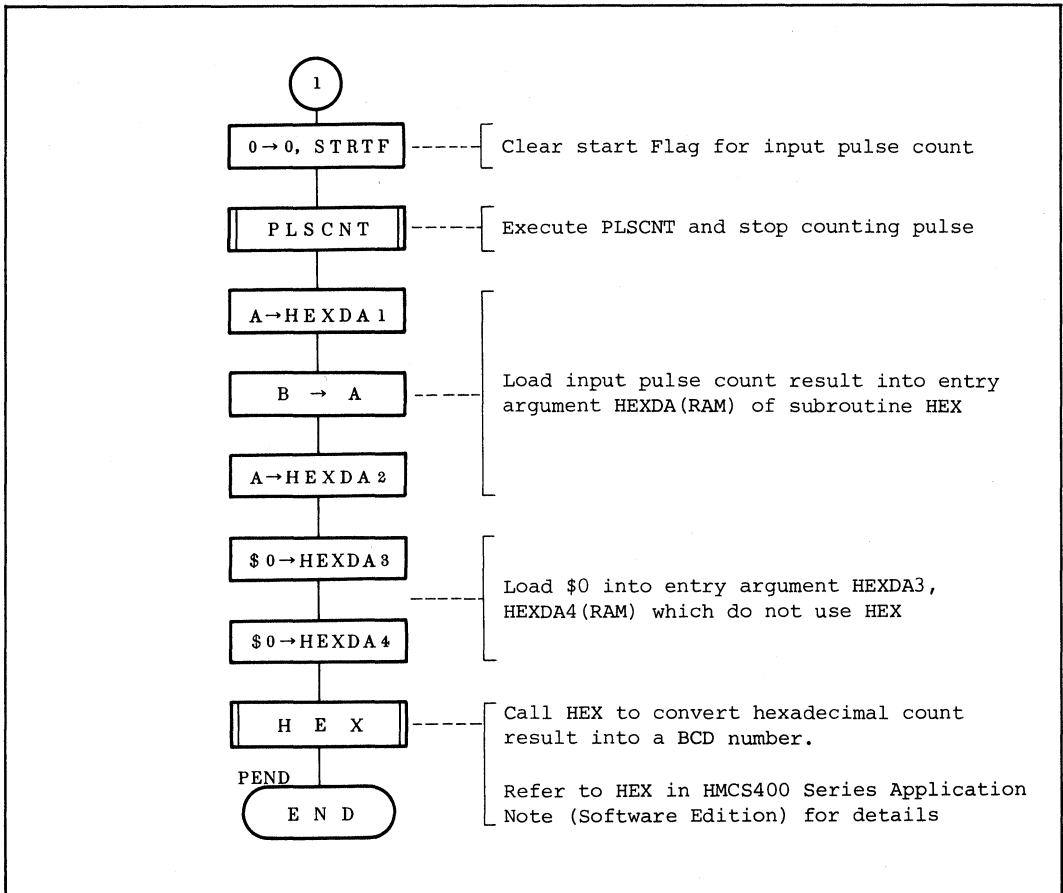 1
0→0, STRTF
Clear start Flag for input pulse count
PLSCNT
Execute PLSCNT and stop counting pulse
A→HEXDA1
B → A
Load input pulse count result into entry
argument HEXDA(RAM) of subroutine HEX
A→HEXDA2
$0→HEXDA3
Load $0 into entry argument HEXDA3,
HEXDA4(RAM) which do not use HEX
$0→HEXDA4
HEX
Call HEX to convert hexadecimal count
result into a BCD number.
Refer to HEX in HMCS400 Series Application
Note (Software Edition) for details
PEND
END